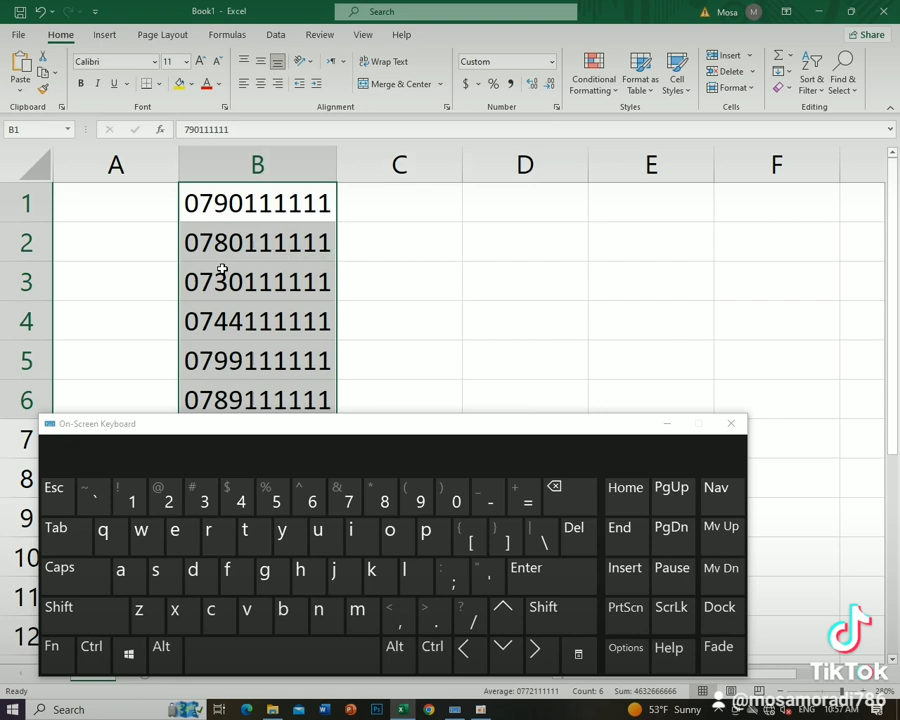 Book1 - Excel
Search
Mosa
M
File Home Insert Page Layout Formulas Data Review View Help
Share
Paste
Calibri
11
B I U
A A
Wrap Text
Merge & Center
Custom
$ % ,
Conditional Formatting
Format as Table
Cell Styles
Insert
Delete
Format
Sort & Filter
Find & Select
Clipboard Font Alignment Number Styles Cells Editing
B1
fx
790111111
A B C D E F
1 0790111111
2 0780111111
3 0730111111
4 0744111111
5 0799111111
6 0789111111
7
8
9
10
11
12
On-Screen Keyboard
Esc ~ ` ! 1 @ 2 # 3 $ 4 % 5 ^ 6 & 7 * 8 ( 9 ) 0 _ - + = Home PgUp Nav
Tab q w e r t y u i o p { [ } ] | \ Del End PgDn Mv Up
Caps a s d f g h j k l : ; " ' Enter Insert Pause Mv Dn
Shift z x c v b n m < , > . ? / Shift PrtScn ScrLk Dock
Fn Ctrl Alt Alt Ctrl Options Help Fade
TikTok
@mosamoradi786
Ready
Average: 0772111111 Count: 6 Sum: 4632666666
280%
Search
53°F Sunny
ENG
10:57 AM